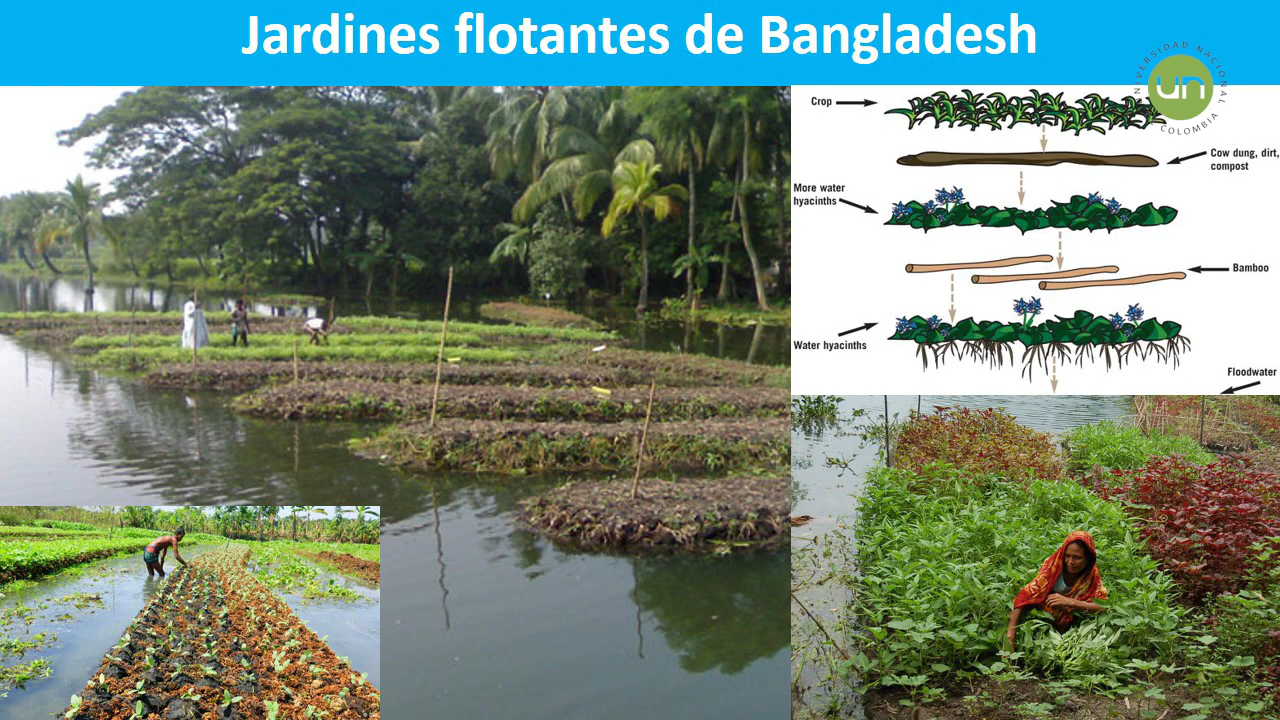 Jardines flotantes de Bangladesh
UNIVERSIDAD NACIONAL
un
COLOMBIA
Crop
Cow dung, dirt,
compost
More water
hyacinths
Bamboo
Water hyacinths
Floodwater